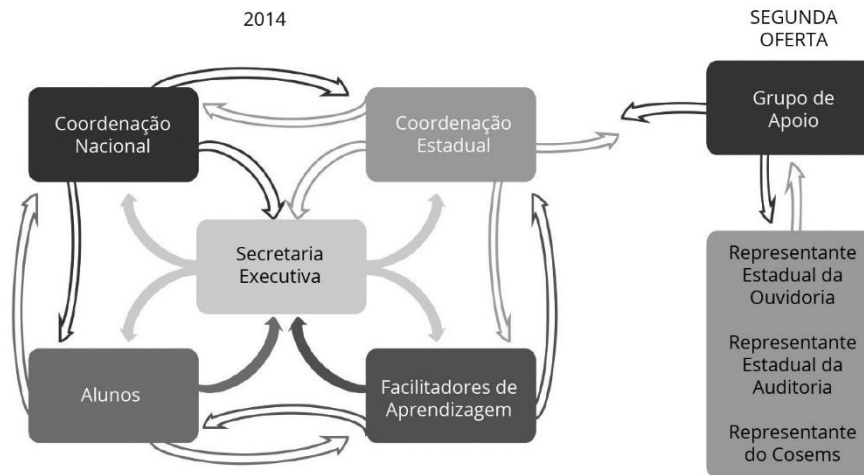 2014
SEGUNDA
OFERTA
Coordenação
Nacional
Coordenação
Estadual
Grupo de
Apoio
Secretaria
Executiva
Representante
Estadual da
Ouvidoria
Representante
Estadual da
Auditoria
Representante
do Cosems
Alunos
Facilitadores de
Aprendizagem